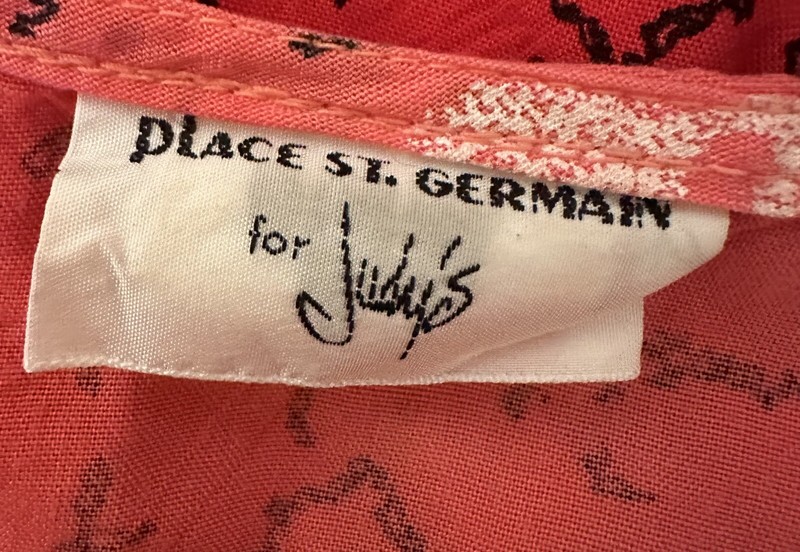 PLACE ST. GERMAIN
for Judy's